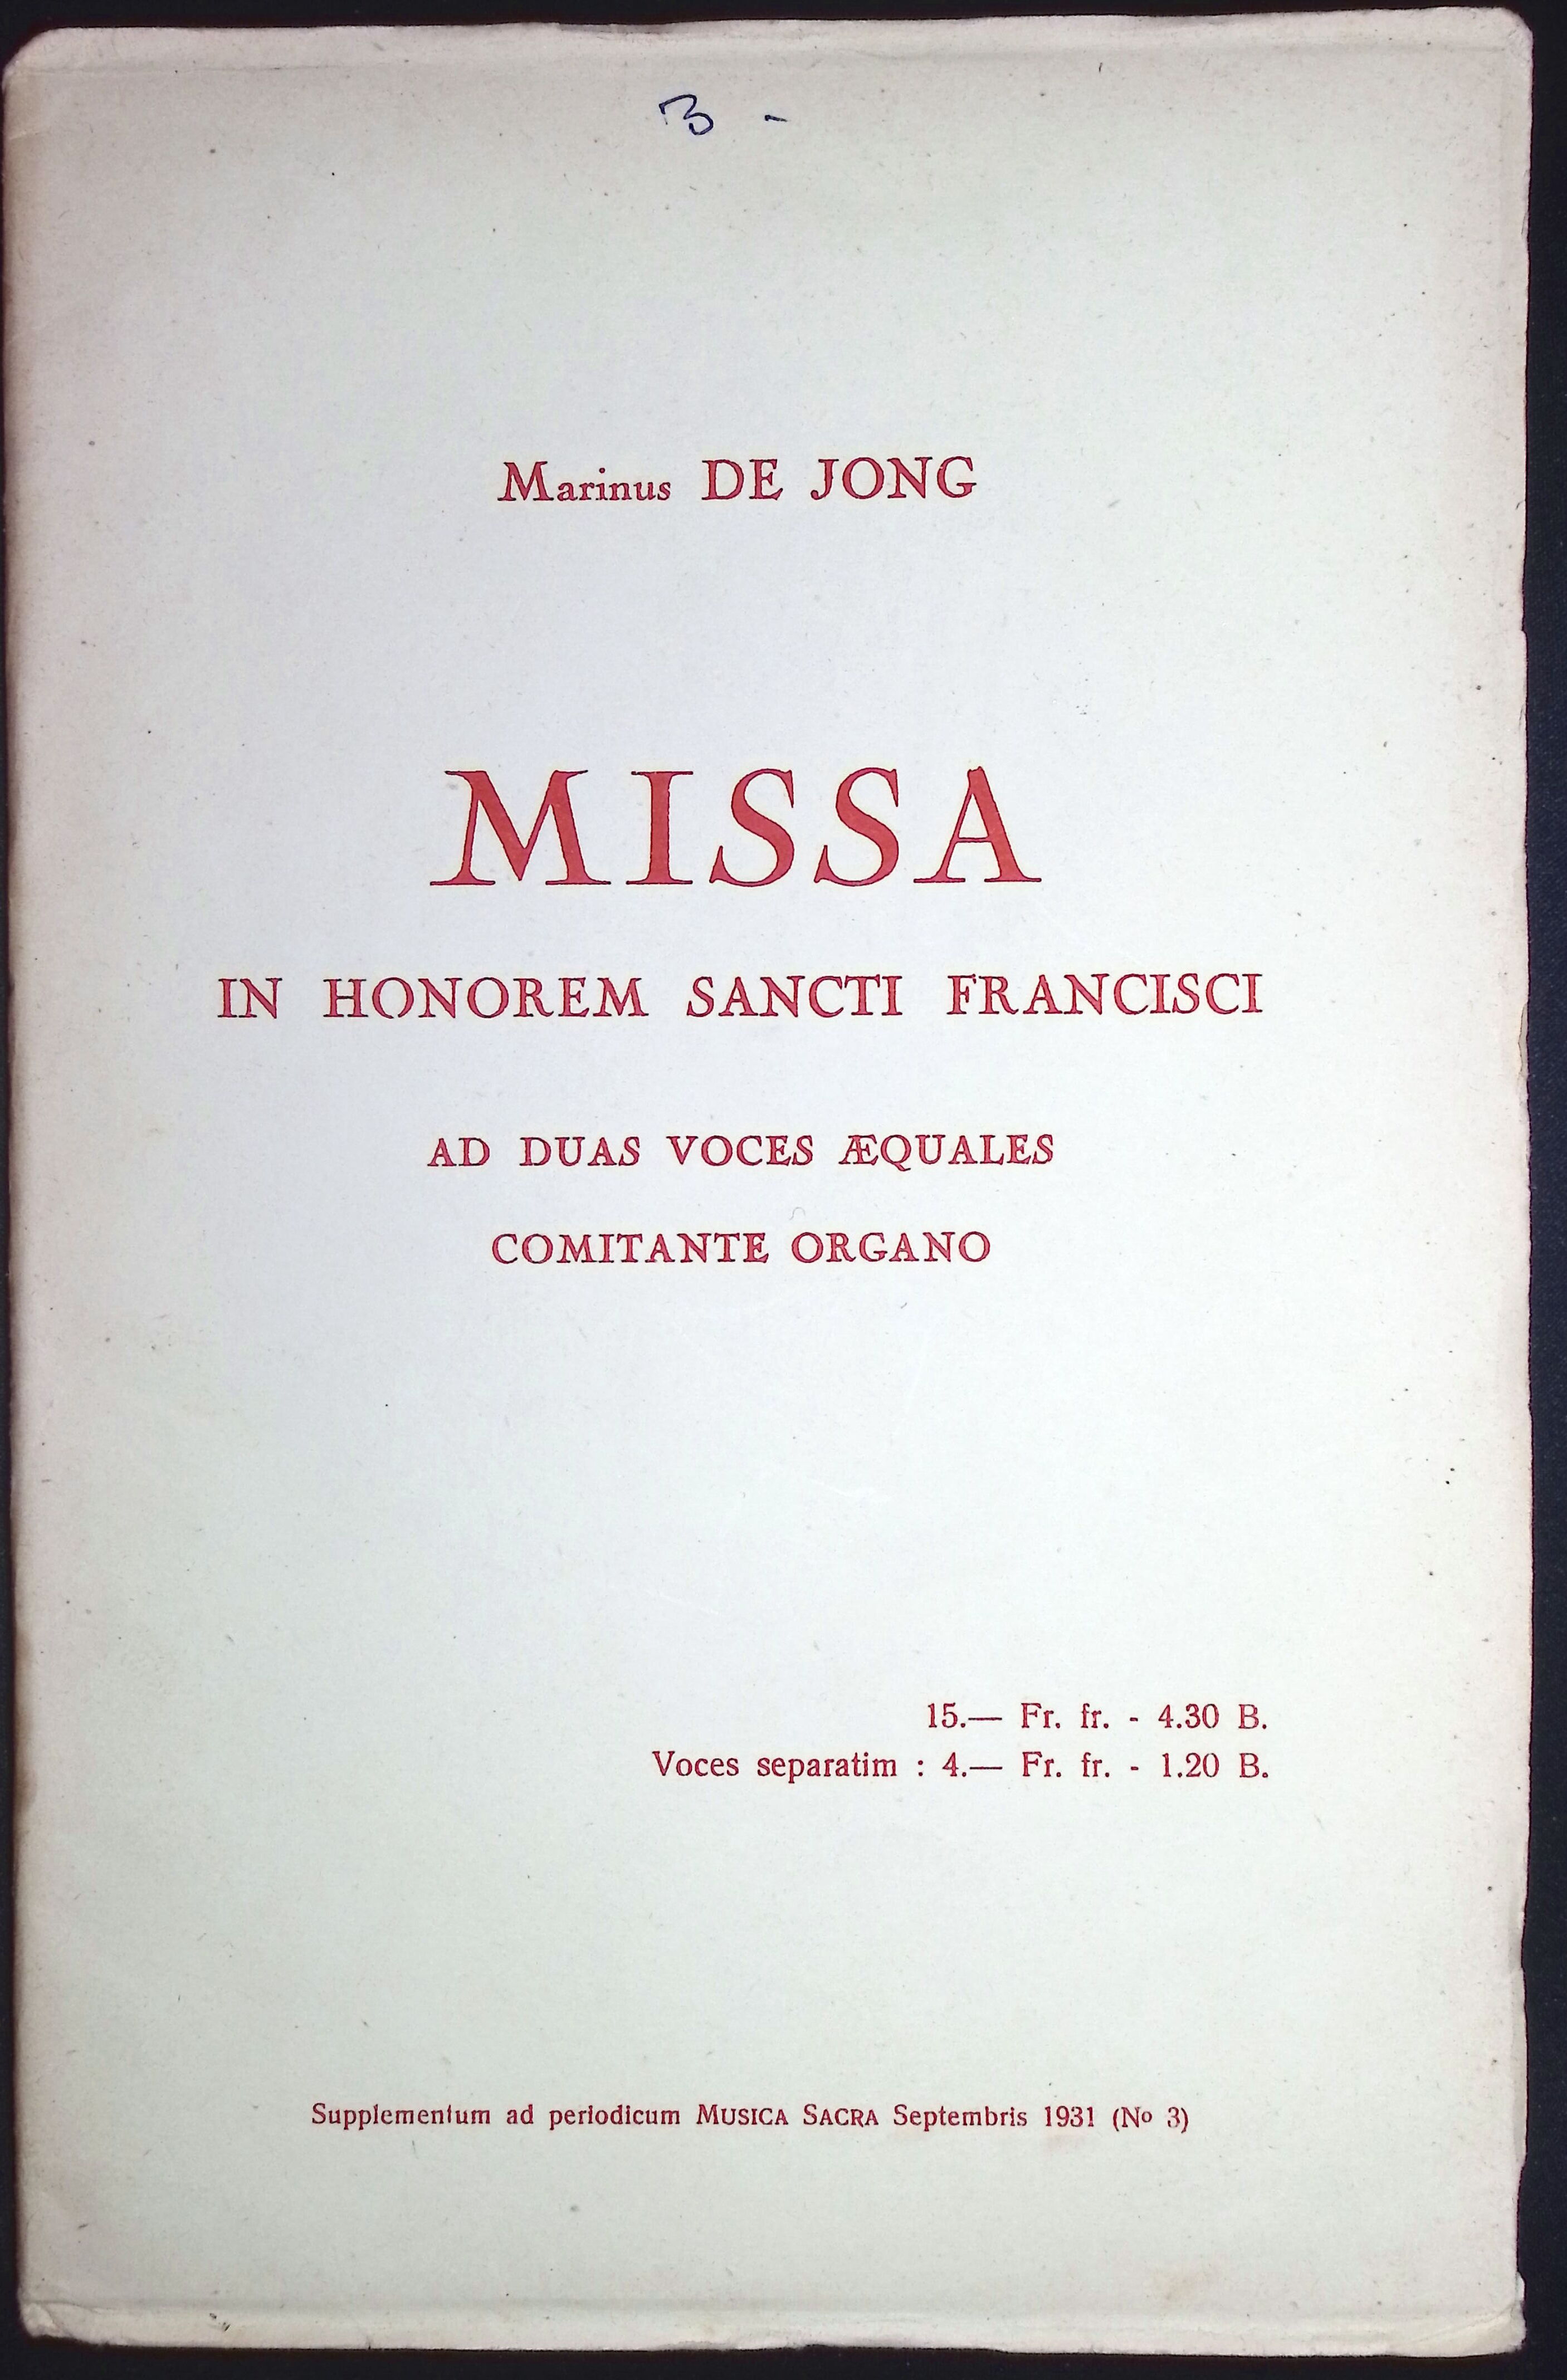 3 -
Marinus DE JONG
MISSA
IN HONOREM SANCTI FRANCISCI
AD DUAS VOCES ÆQUALES
COMITANTE ORGANO
15.— Fr. fr. - 4.30 B.
Voces separatim : 4.— Fr. fr. - 1.20 B.
Supplementum ad periodicum MUSICA SACRA Septembris 1931 (Nº 3)